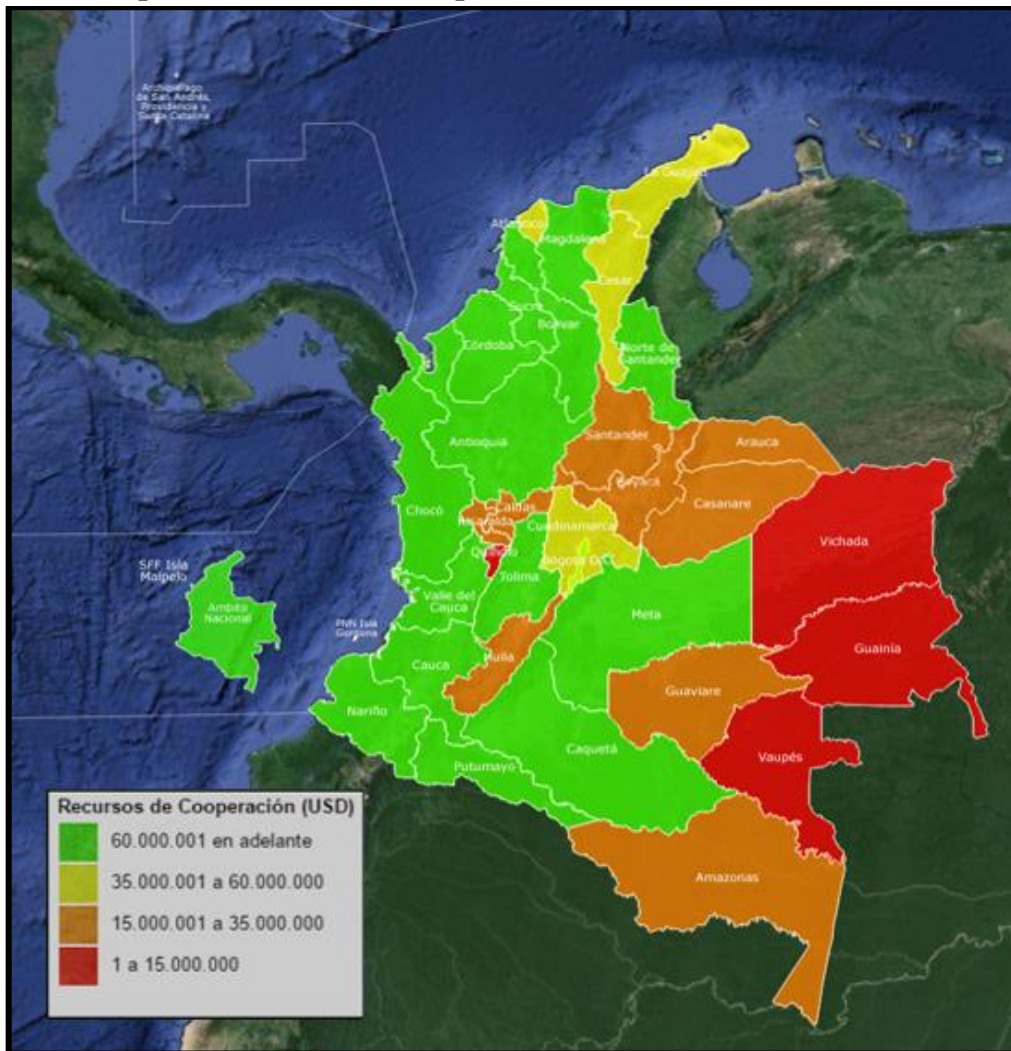 Archipiélago
de San Andrés,
Providencia y
Santa Catalina
La Guajira
Atlántico
Magdalena
Cesar
Sucre
Bolívar
Córdoba
Norte de
Santander
Antioquia
Santander
Arauca
Boyacá
Casanare
Chocó
Caldas
Risaralda
Cundinamarca
Quindío
Bogotá D.C.
Vichada
SFF Isla
Malpelo
Tolima
Ambito
Nacional
Valle del
Cauca
Meta
PNN Isla
Gorgona
Guainía
Cauca
Huila
Guaviare
Nariño
Caquetá
Vaupés
Putumayo
Amazonas
Recursos de Cooperación (USD)
60.000.001 en adelante
35.000.001 a 60.000.000
15.000.001 a 35.000.000
1 a 15.000.000